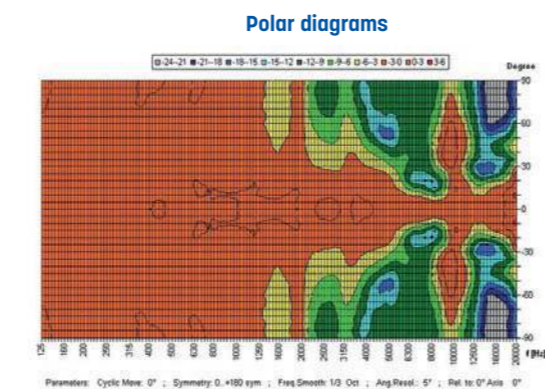 Polar diagrams
-24--21 -21--18 -18--15 -15--12 -12--9 -9--6 -6--3 -3-0 0-3 3-6
Degree
90
60
30
0
-30
-60
-90
125 160 200 250 315 400 500 630 800 1000 1250 1600 2000 2500 3150 4000 5000 6300 8000 10000 12500 16000 20000
f [Hz]
Parameters: Cyclic Move: 0° ; Symmetry: 0..+180 sym ; Freq.Smooth: 1/3 Oct ; Ang.Resol.: 5° ; Rel. to: 0° Axis 0°